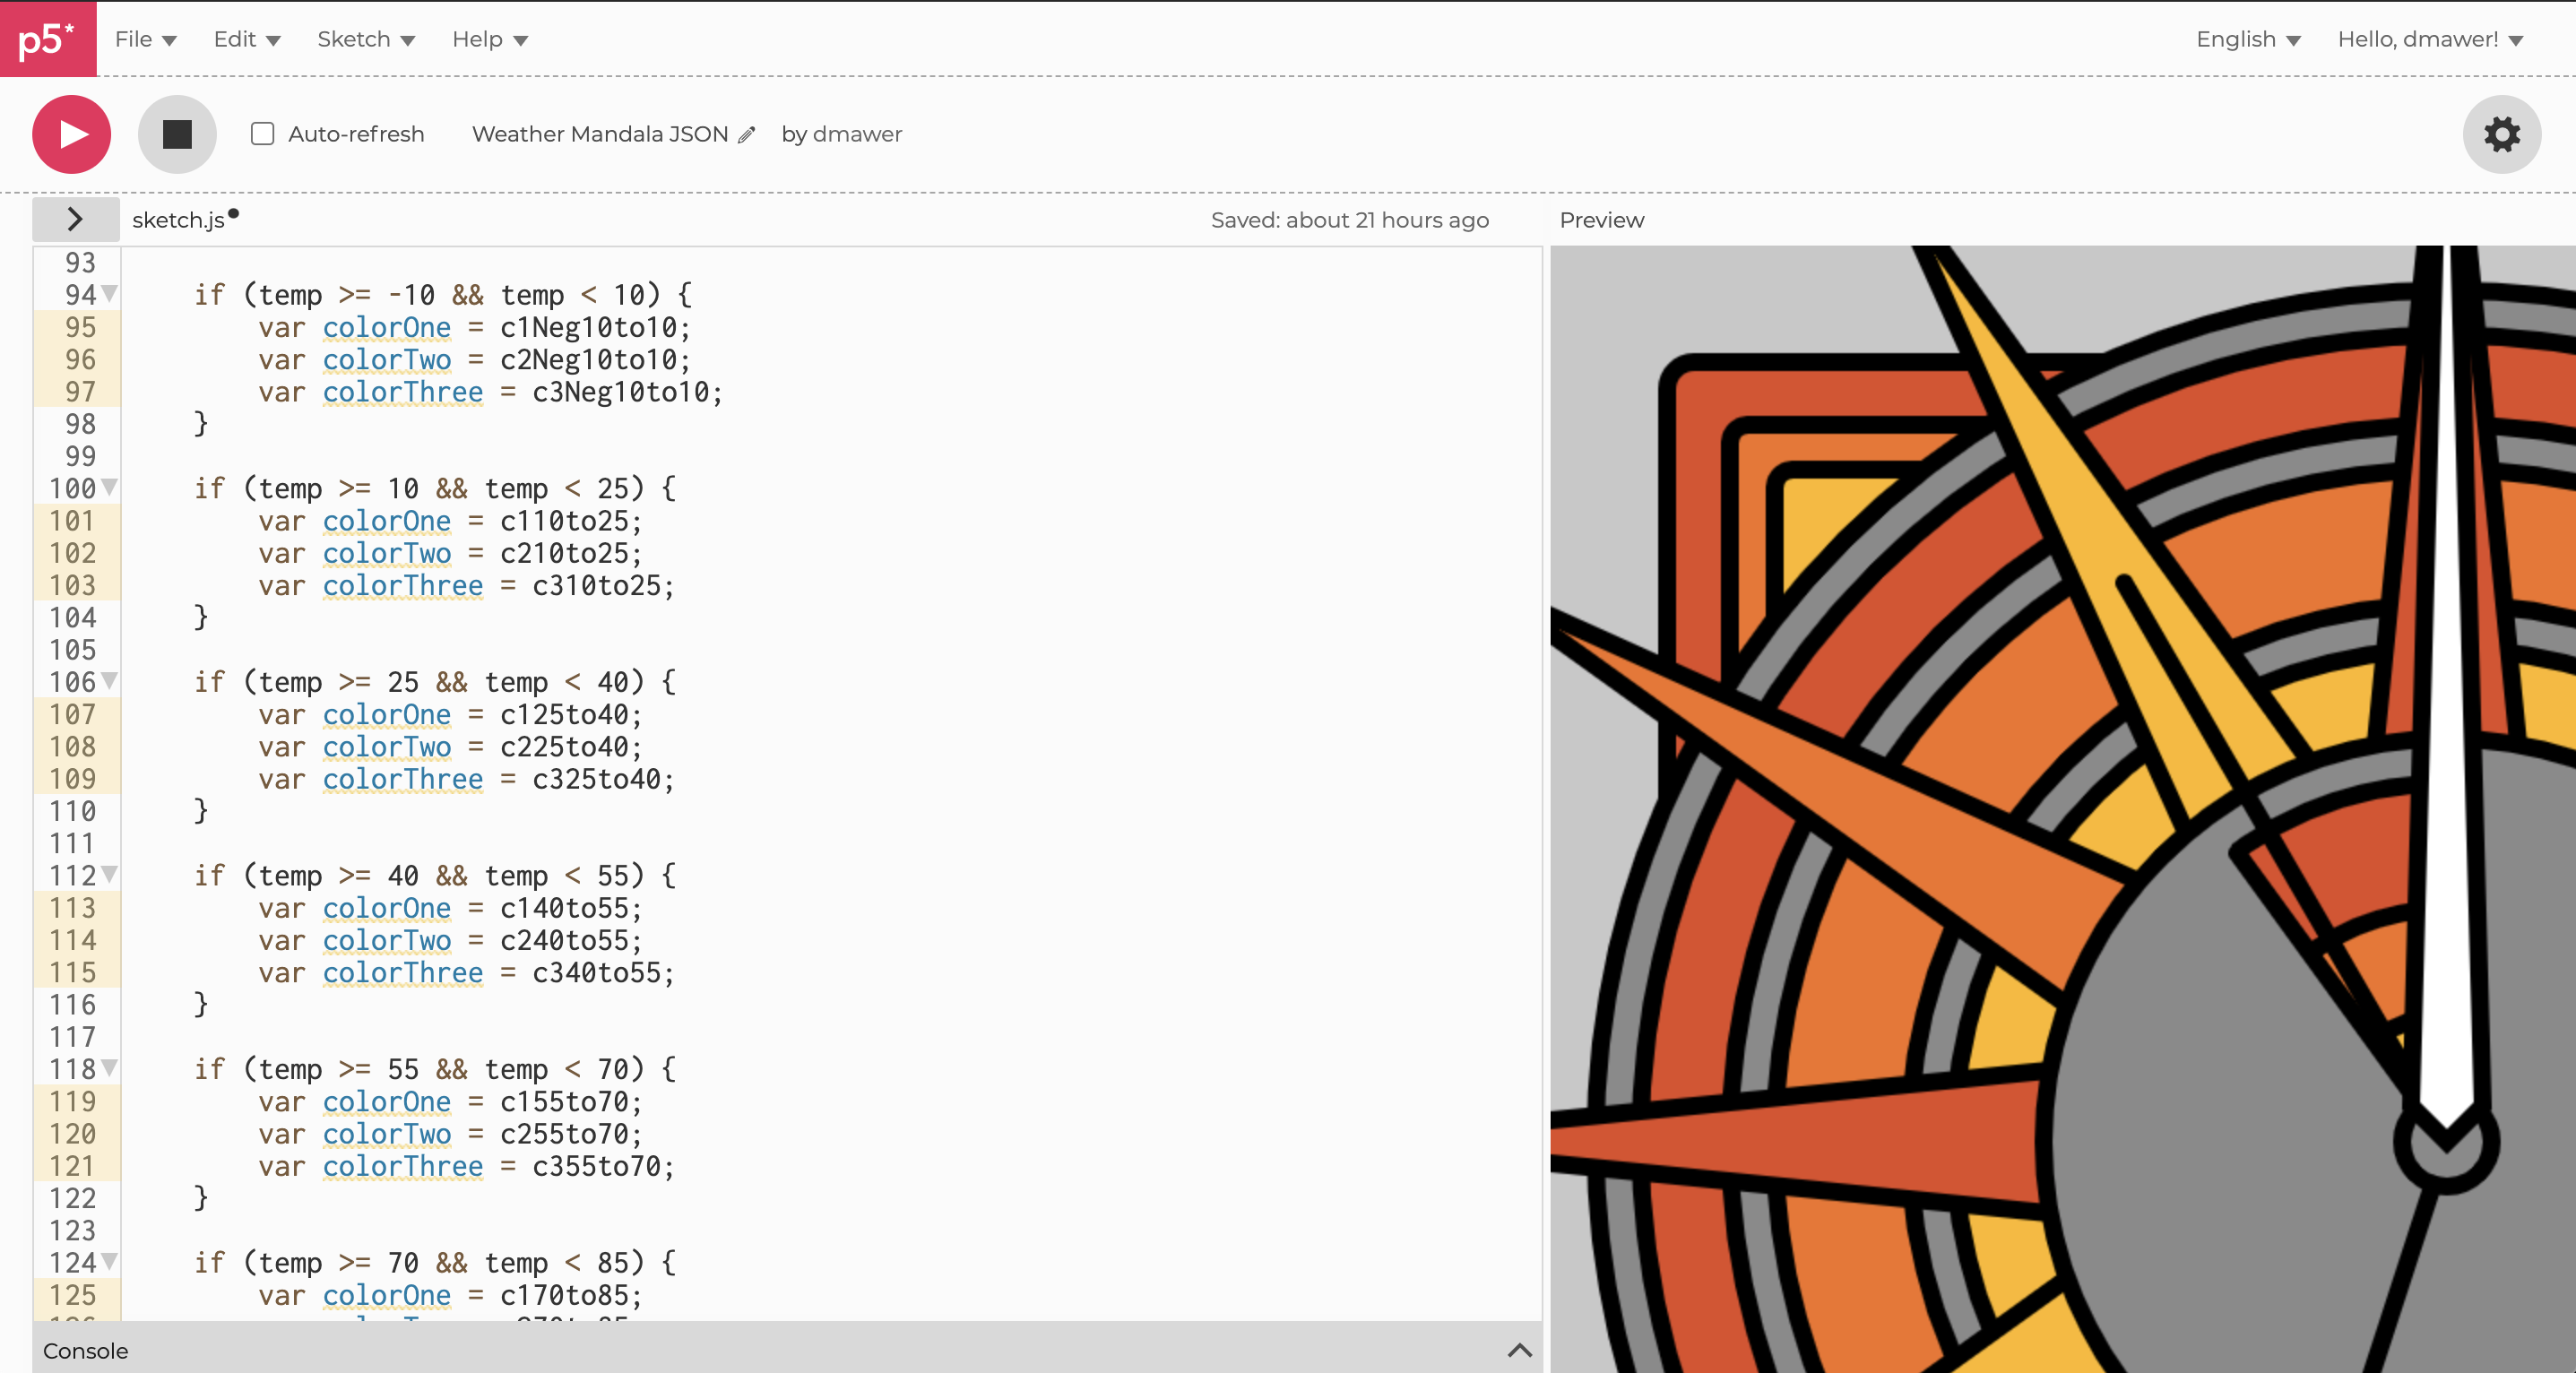 p5* File Edit Sketch Help English Hello, dmawer!
Auto-refresh Weather Mandala JSON by dmawer
sketch.js Saved: about 21 hours ago Preview
93
94 if (temp >= -10 && temp < 10) {
95 var colorOne = c1Neg10to10;
96 var colorTwo = c2Neg10to10;
97 var colorThree = c3Neg10to10;
98 }
99
100 if (temp >= 10 && temp < 25) {
101 var colorOne = c110to25;
102 var colorTwo = c210to25;
103 var colorThree = c310to25;
104 }
105
106 if (temp >= 25 && temp < 40) {
107 var colorOne = c125to40;
108 var colorTwo = c225to40;
109 var colorThree = c325to40;
110 }
111
112 if (temp >= 40 && temp < 55) {
113 var colorOne = c140to55;
114 var colorTwo = c240to55;
115 var colorThree = c340to55;
116 }
117
118 if (temp >= 55 && temp < 70) {
119 var colorOne = c155to70;
120 var colorTwo = c255to70;
121 var colorThree = c355to70;
122 }
123
124 if (temp >= 70 && temp < 85) {
125 var colorOne = c170to85;
Console